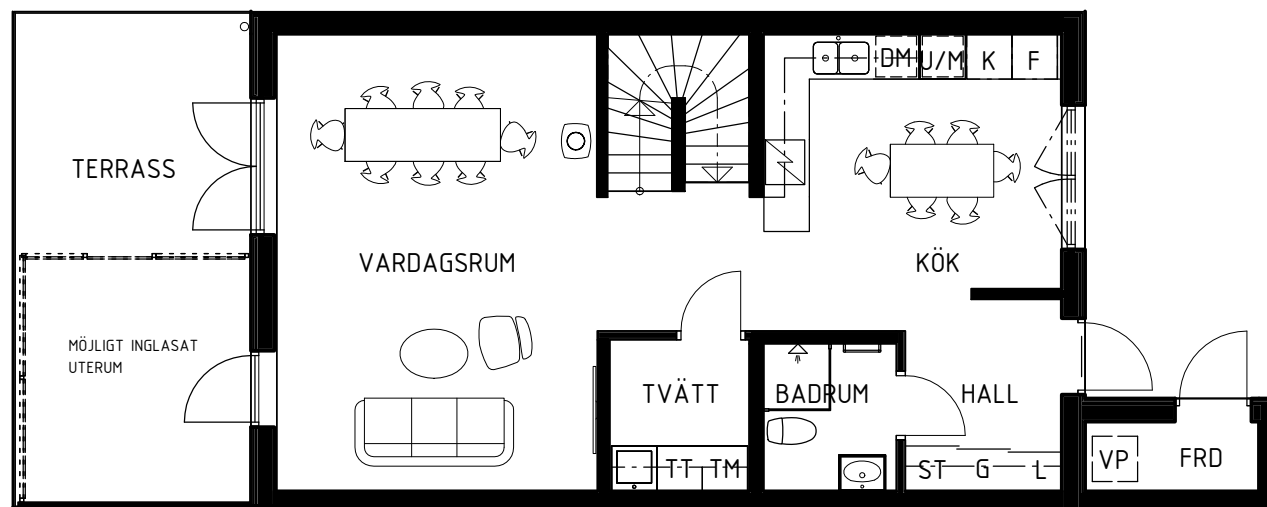 DM U/M K F
TERRASS
VARDAGSRUM
KÖK
MÖJLIGT INGLASAT
UTERUM
TVÄTT
BADRUM
HALL
TT TM
ST G L
VP
FRD